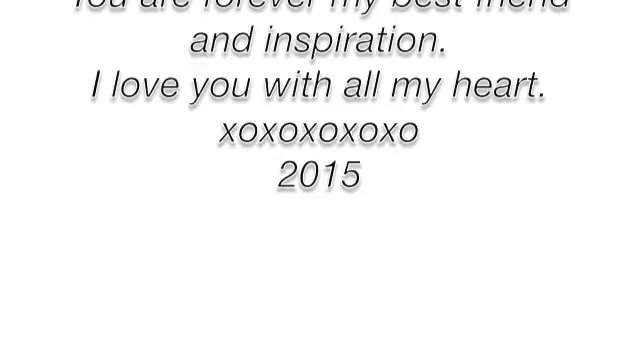 You are forever my best friend
and inspiration.
I love you with all my heart.
xoxoxoxoxo
2015